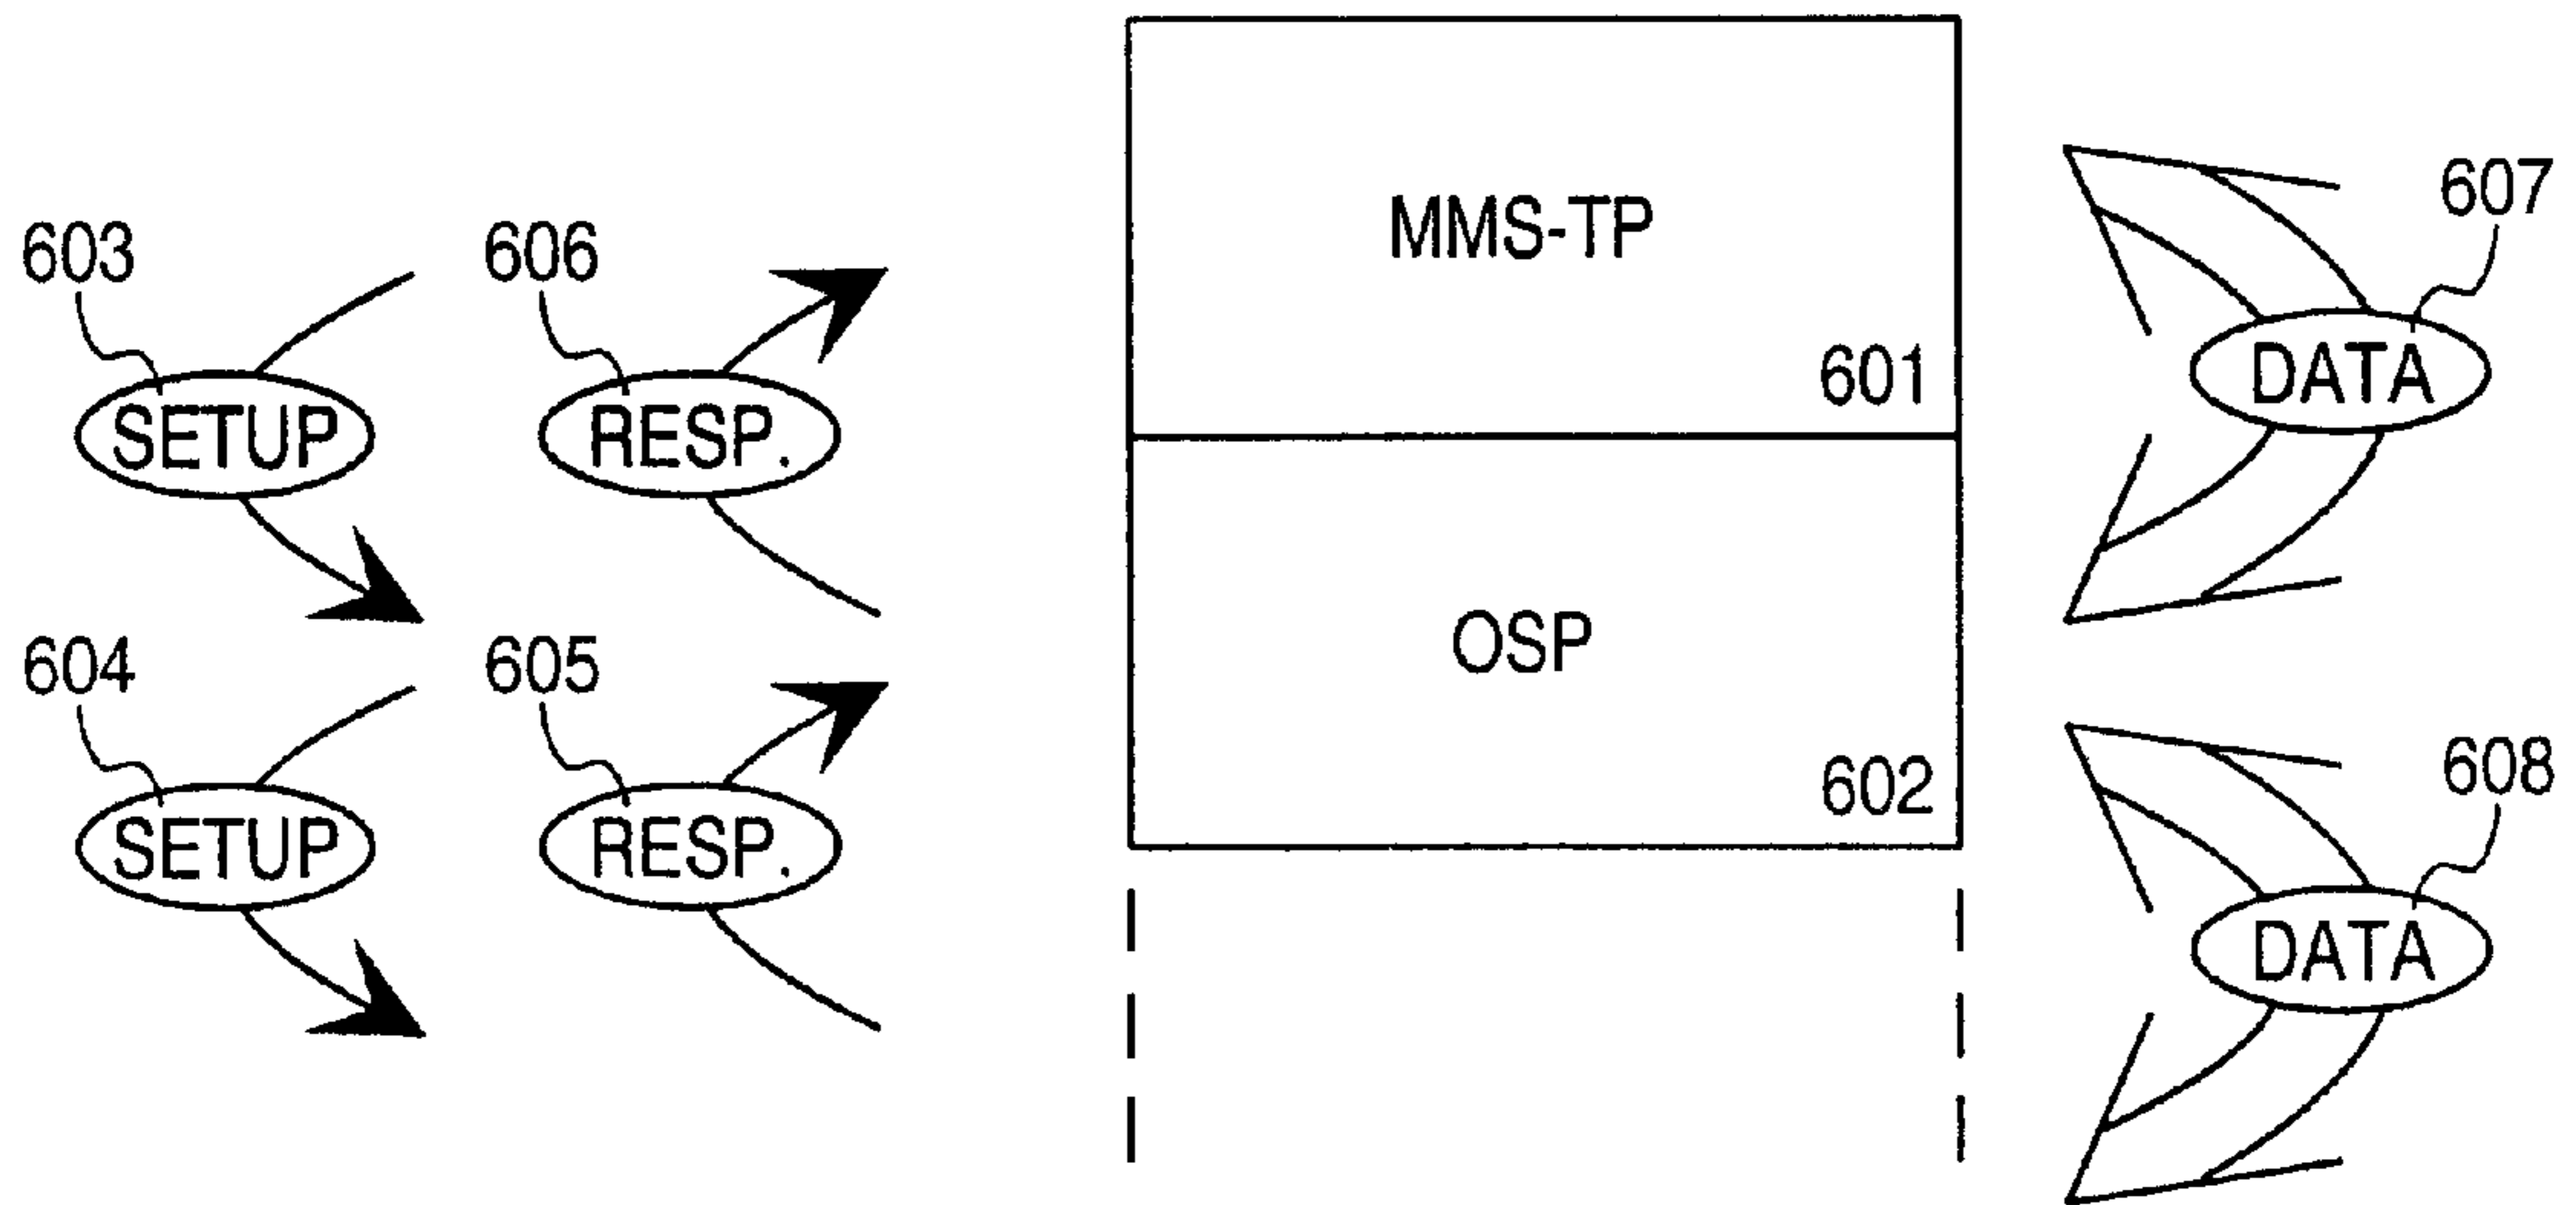 603
SETUP
606
RESP.
604
SETUP
605
RESP.
MMS-TP
601
OSP
602
607
DATA
608
DATA